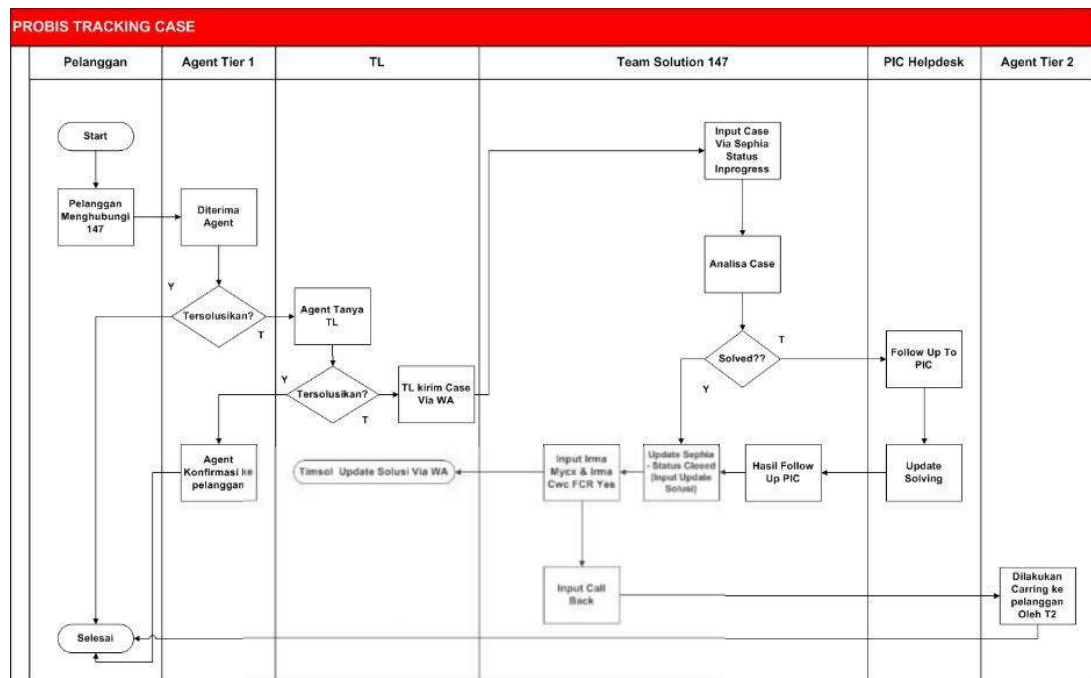 PROBIS TRACKING CASE
Pelanggan
Agent Tier 1
TL
Team Solution 147
PIC Helpdesk
Agent Tier 2
Start
Input Case
Via Sephia
Status
Inprogress
Pelanggan
Menghubungi
147
Diterima
Agent
Analisa Case
Y
Tersolusikan?
T
Agent Tanya
TL
Solved??
T
Y
Follow Up To
PIC
Y
Tersolusikan?
T
TL kirim Case
Via WA
Agent
Konfirmasi ke
pelanggan
Timsol Update Solusi Via WA
Input Irma
Mycx & Irma
Cwc FCR Yes
Update Sephia
- Status Closed
(Input Update
Solusi)
Hasil Follow
Up PIC
Update
Solving
Input Call
Back
Dilakukan
Carring ke
pelanggan
Oleh T2
Selesai